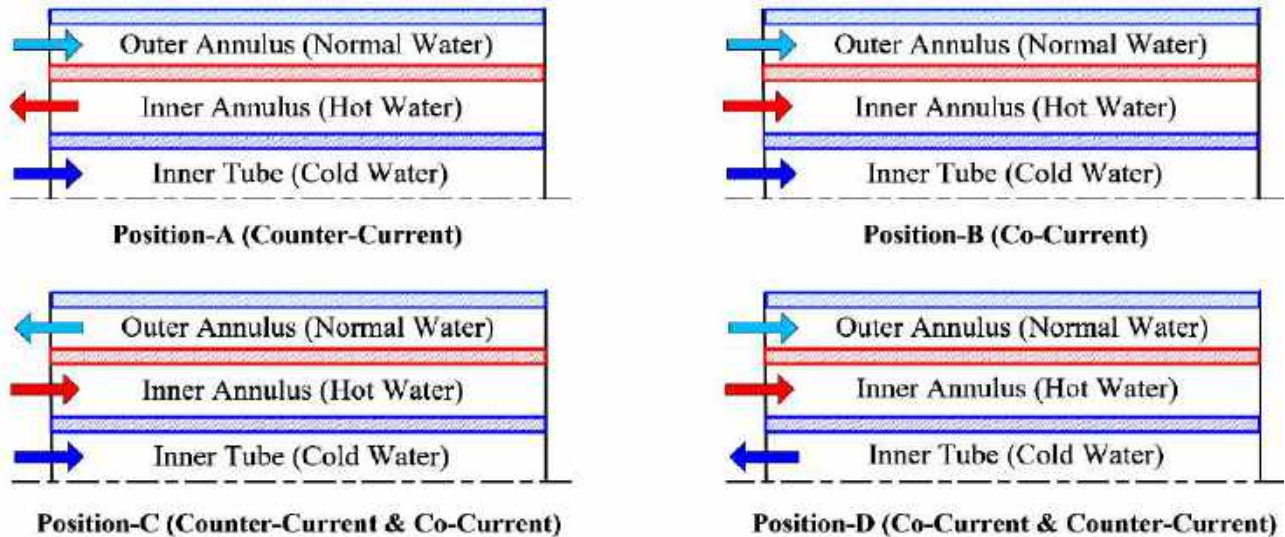 Outer Annulus (Normal Water)
Inner Annulus (Hot Water)
Inner Tube (Cold Water)
Position-A (Counter-Current)
Outer Annulus (Normal Water)
Inner Annulus (Hot Water)
Inner Tube (Cold Water)
Position-B (Co-Current)
Outer Annulus (Normal Water)
Inner Annulus (Hot Water)
Inner Tube (Cold Water)
Position-C (Counter-Current & Co-Current)
Outer Annulus (Normal Water)
Inner Annulus (Hot Water)
Inner Tube (Cold Water)
Position-D (Co-Current & Counter-Current)